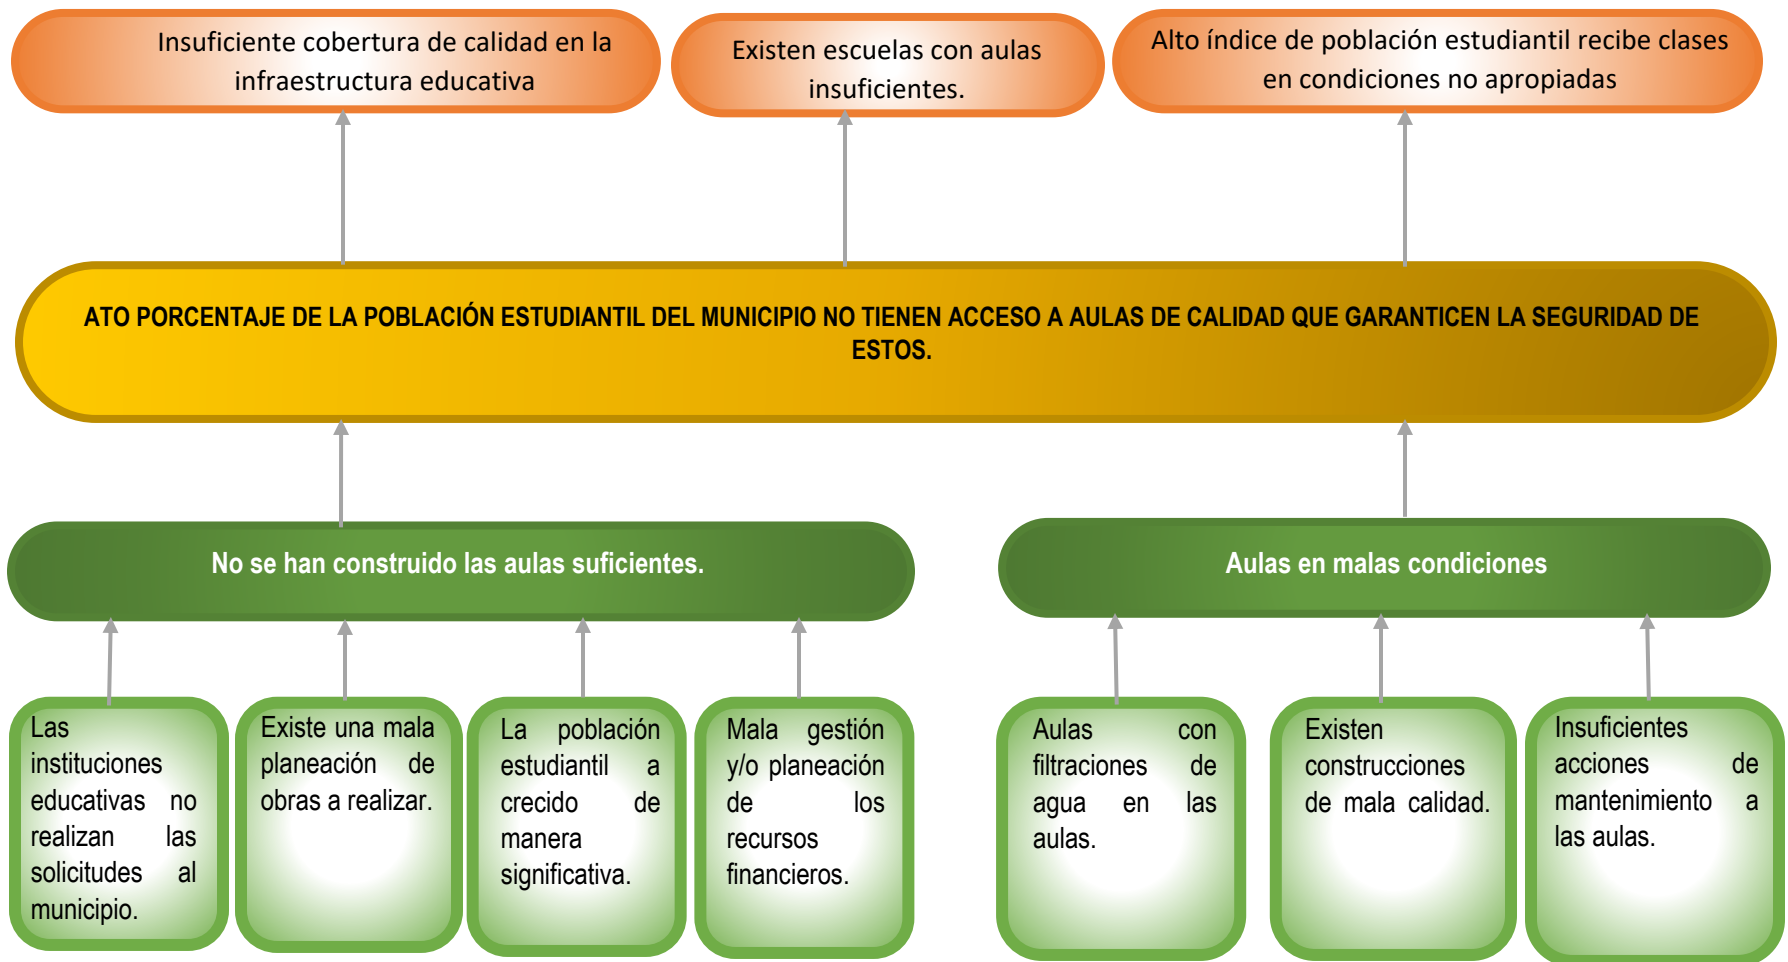 Insuficiente cobertura de calidad en la
infraestructura educativa
Existen escuelas con aulas
insuficientes.
Alto índice de población estudiantil recibe clases
en condiciones no apropiadas
ATO PORCENTAJE DE LA POBLACIÓN ESTUDIANTIL DEL MUNICIPIO NO TIENEN ACCESO A AULAS DE CALIDAD QUE GARANTICEN LA SEGURIDAD DE
ESTOS.
No se han construido las aulas suficientes.
Aulas en malas condiciones
Las
instituciones
educativas no
realizan las
solicitudes al
municipio.
Existe una mala
planeación de
obras a realizar.
La población
estudiantil a
crecido de
manera
significativa.
Mala gestión
y/o planeación
de los
recursos
financieros.
Aulas con
filtraciones de
agua en las
aulas.
Existen
construcciones
de mala calidad.
Insuficientes
acciones de
mantenimiento a
las aulas.